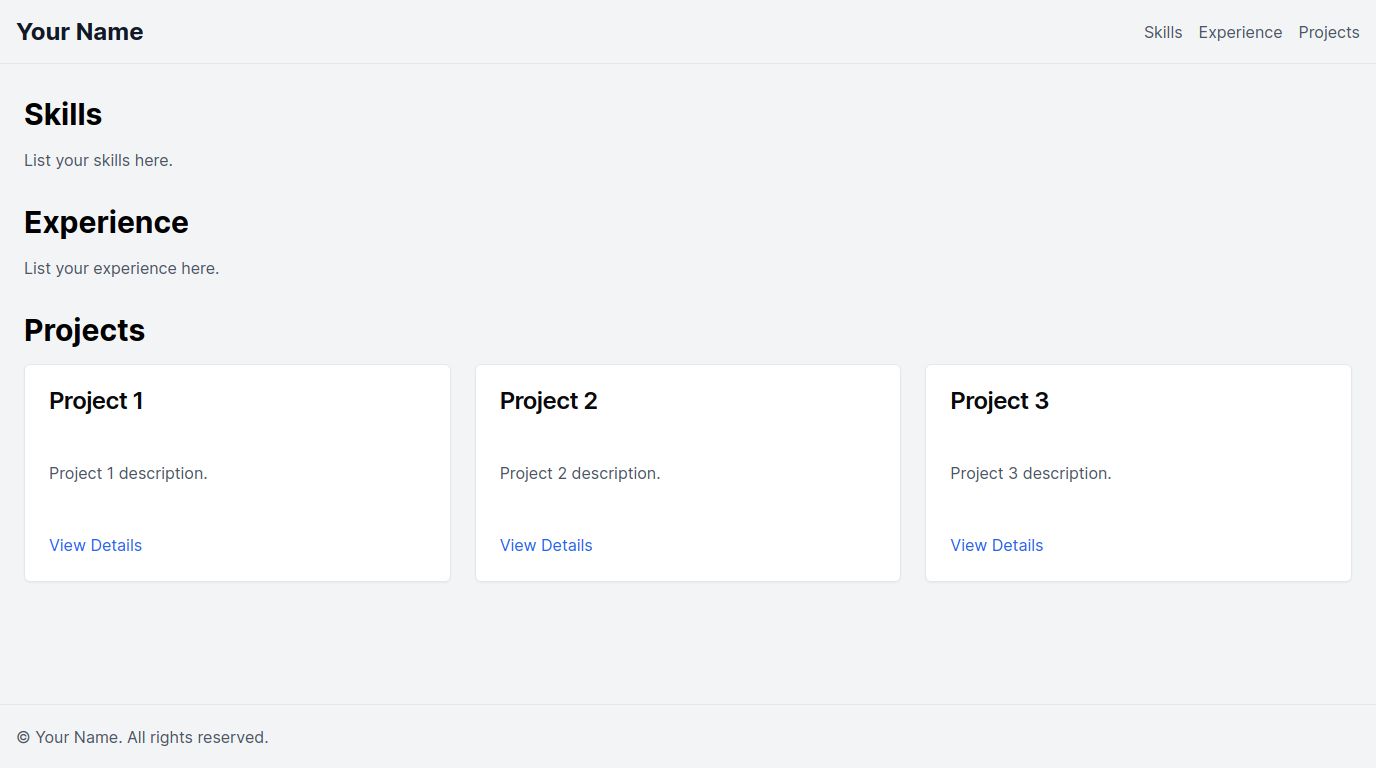 Your Name
Skills Experience Projects
Skills
List your skills here.
Experience
List your experience here.
Projects
Project 1
Project 1 description.
View Details
Project 2
Project 2 description.
View Details
Project 3
Project 3 description.
View Details
© Your Name. All rights reserved.